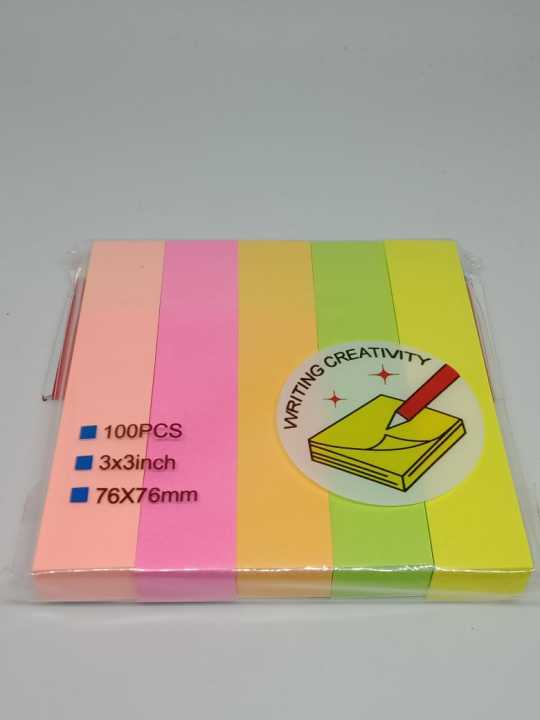 WRITING CREATIVITY
100PCS
3x3inch
76X76mm